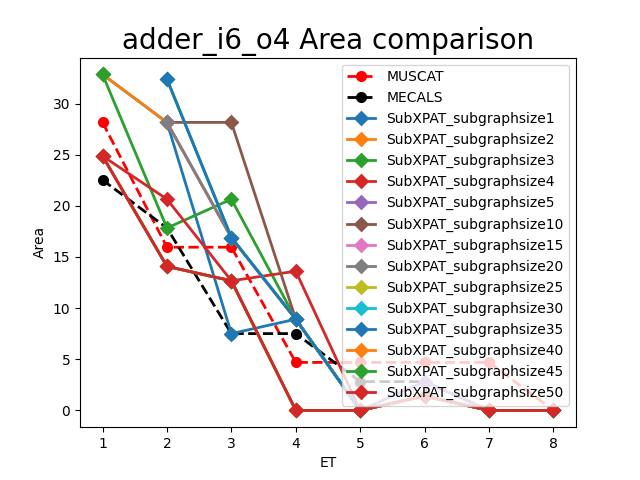 adder_i6_o4 Area comparison
MUSCAT
MECALS
SubXPAT_subgraphsize1
SubXPAT_subgraphsize2
SubXPAT_subgraphsize3
SubXPAT_subgraphsize4
SubXPAT_subgraphsize5
SubXPAT_subgraphsize10
SubXPAT_subgraphsize15
SubXPAT_subgraphsize20
SubXPAT_subgraphsize25
SubXPAT_subgraphsize30
SubXPAT_subgraphsize35
SubXPAT_subgraphsize40
SubXPAT_subgraphsize45
SubXPAT_subgraphsize50
Area
30
25
20
15
10
5
0
1 2 3 4 5 6 7 8
ET